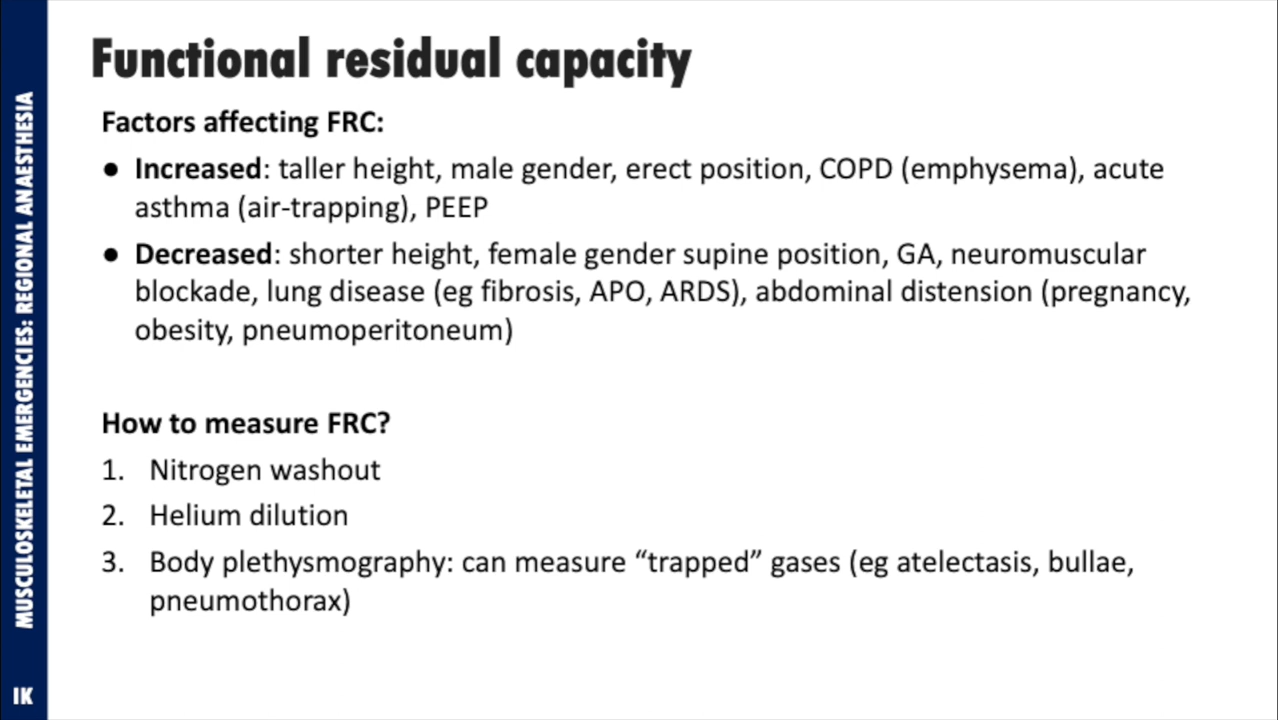 Functional residual capacity
Factors affecting FRC:
● Increased: taller height, male gender, erect position, COPD (emphysema), acute
asthma (air-trapping), PEEP
● Decreased: shorter height, female gender supine position, GA, neuromuscular
blockade, lung disease (eg fibrosis, APO, ARDS), abdominal distension (pregnancy,
obesity, pneumoperitoneum)
How to measure FRC?
1. Nitrogen washout
2. Helium dilution
3. Body plethysmography: can measure “trapped” gases (eg atelectasis, bullae,
pneumothorax)
MUSCULOSKELETAL EMERGENCIES: REGIONAL ANAESTHESIA
IK